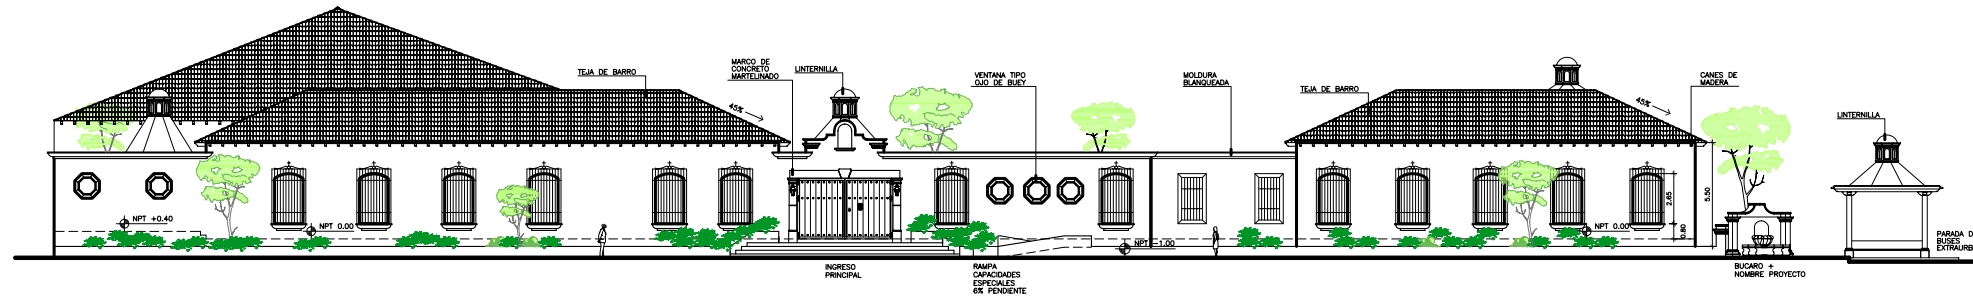 TEJA DE BARRO
MARCO DE
CONCRETO
MARTELINADO
LINTERNILLA
45%
VENTANA TIPO
OJO DE BUEY
MOLDURA
BLANQUEADA
TEJA DE BARRO
45%
CANES DE
MADERA
LINTERNILLA
NPT +0.40
NPT 0.00
NPT -1.00
NPT 0.00
2.65
0.80
5.50
INGRESO
PRINCIPAL
RAMPA
CAPACIDADES
ESPECIALES
6% PENDIENTE
BUCARO +
NOMBRE PROYECTO
PARADA D
BUSES
EXTRAURB